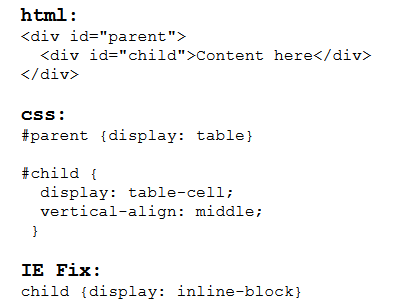 html:
<div id="parent">
  <div id="child">Content here</div>
</div>
css:
#parent {display: table}
#child {
  display: table-cell;
  vertical-align: middle;
 }
IE Fix:
child {display: inline-block}